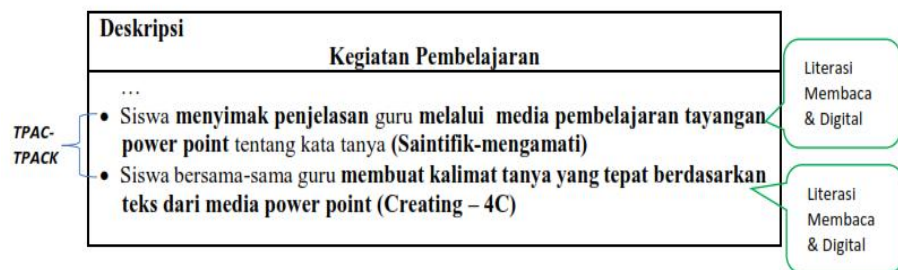 Deskripsi
Kegiatan Pembelajaran
…
• Siswa menyimak penjelasan guru melalui media pembelajaran tayangan
power point tentang kata tanya (Saintifik-mengamati)
• Siswa bersama-sama guru membuat kalimat tanya yang tepat berdasarkan
teks dari media power point (Creating – 4C)
TPAC-
TPACK
Literasi
Membaca
& Digital
Literasi
Membaca
& Digital